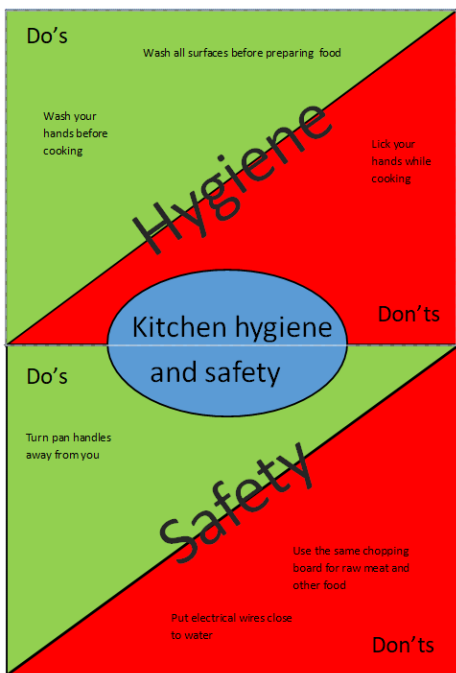 Do's
Wash all surfaces before preparing food
Wash your
hands before
cooking
Hygiene
Lick your
hands while
cooking
Don'ts
Kitchen hygiene
and safety
Do's
Turn pan handles
away from you
Safety
Use the same chopping
board for raw meat and
other food
Put electrical wires close
to water
Don'ts